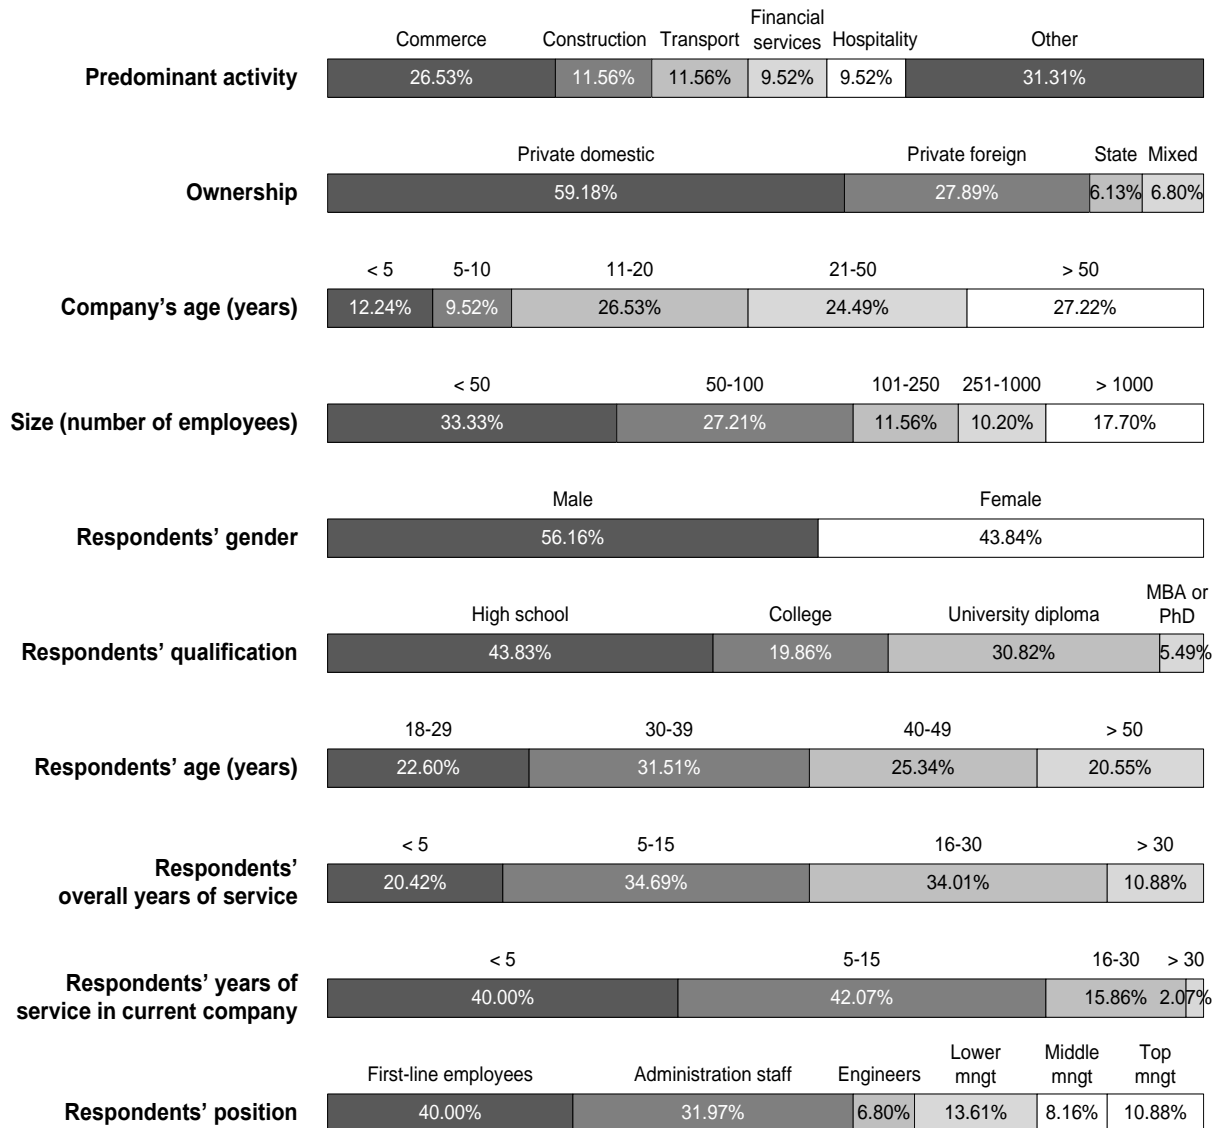 Financial
Commerce Construction Transport services Hospitality Other
Predominant activity 26.53% 11.56% 11.56% 9.52% 9.52% 31.31%
Private domestic Private foreign State Mixed
Ownership 59.18% 27.89% 6.13% 6.80%
< 5 5-10 11-20 21-50 > 50
Company’s age (years) 12.24% 9.52% 26.53% 24.49% 27.22%
< 50 50-100 101-250 251-1000 > 1000
Size (number of employees) 33.33% 27.21% 11.56% 10.20% 17.70%
Male Female
Respondents’ gender 56.16% 43.84%
MBA or
High school College University diploma PhD
Respondents’ qualification 43.83% 19.86% 30.82% 5.49%
18-29 30-39 40-49 > 50
Respondents’ age (years) 22.60% 31.51% 25.34% 20.55%
< 5 5-15 16-30 > 30
Respondents’
overall years of service 20.42% 34.69% 34.01% 10.88%
< 5 5-15 16-30 > 30
Respondents’ years of
service in current company 40.00% 42.07% 15.86% 2.07%
Lower Middle Top
First-line employees Administration staff Engineers mngt mngt mngt
Respondents’ position 40.00% 31.97% 6.80% 13.61% 8.16% 10.88%